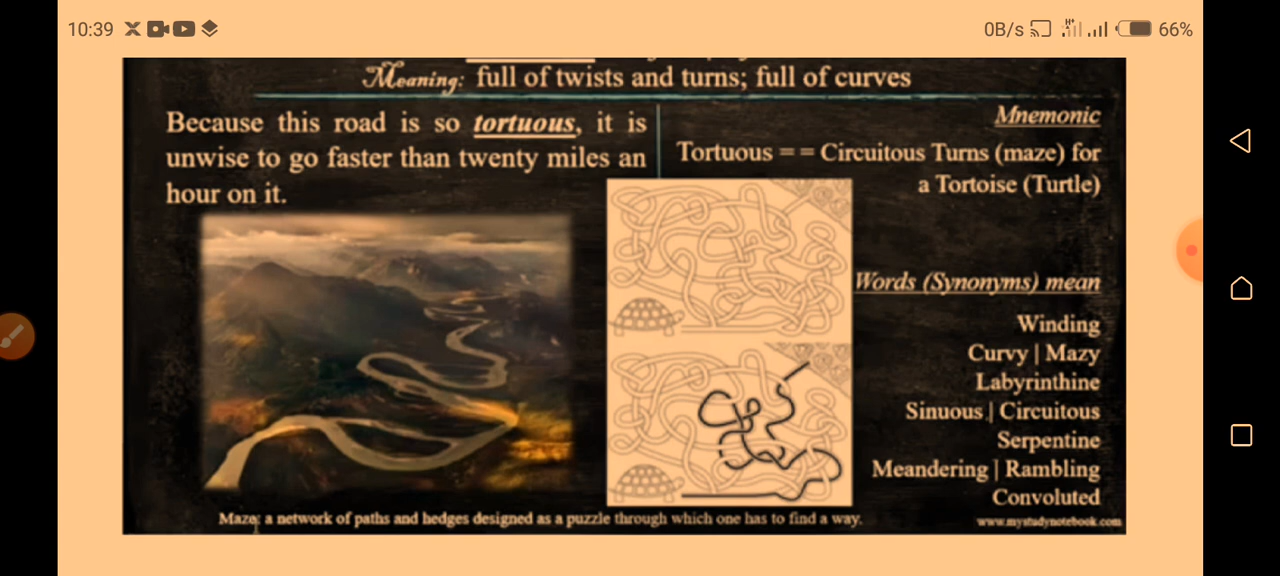 10:39
0B/s
H+
66%
Meaning: full of twists and turns; full of curves
Because this road is so tortuous, it is
unwise to go faster than twenty miles an
hour on it.
Mnemonic
Tortuous = = Circuitous Turns (maze) for
a Tortoise (Turtle)
Words (Synonyms) mean
Winding
Curvy | Mazy
Labyrinthine
Sinuous | Circuitous
Serpentine
Meandering | Rambling
Convoluted
Maze: a network of paths and hedges designed as a puzzle through which one has to find a way.
www.mystudynotebook.com